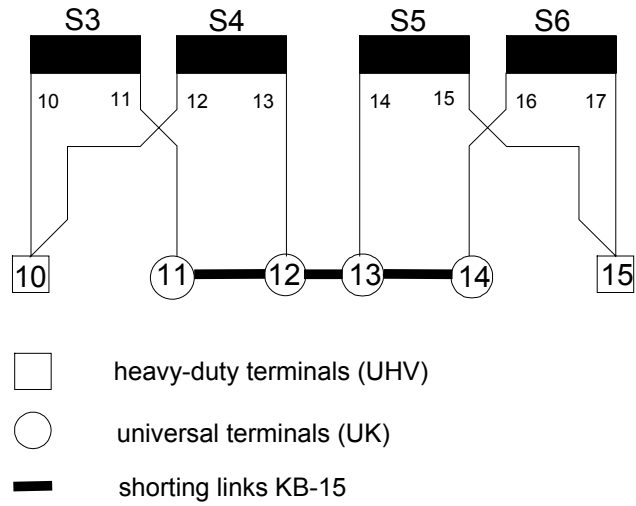 S3 S4 S5 S6
10 11 12 13 14 15 16 17
10 11 12 13 14 15
heavy-duty terminals (UHV)
universal terminals (UK)
shorting links KB-15